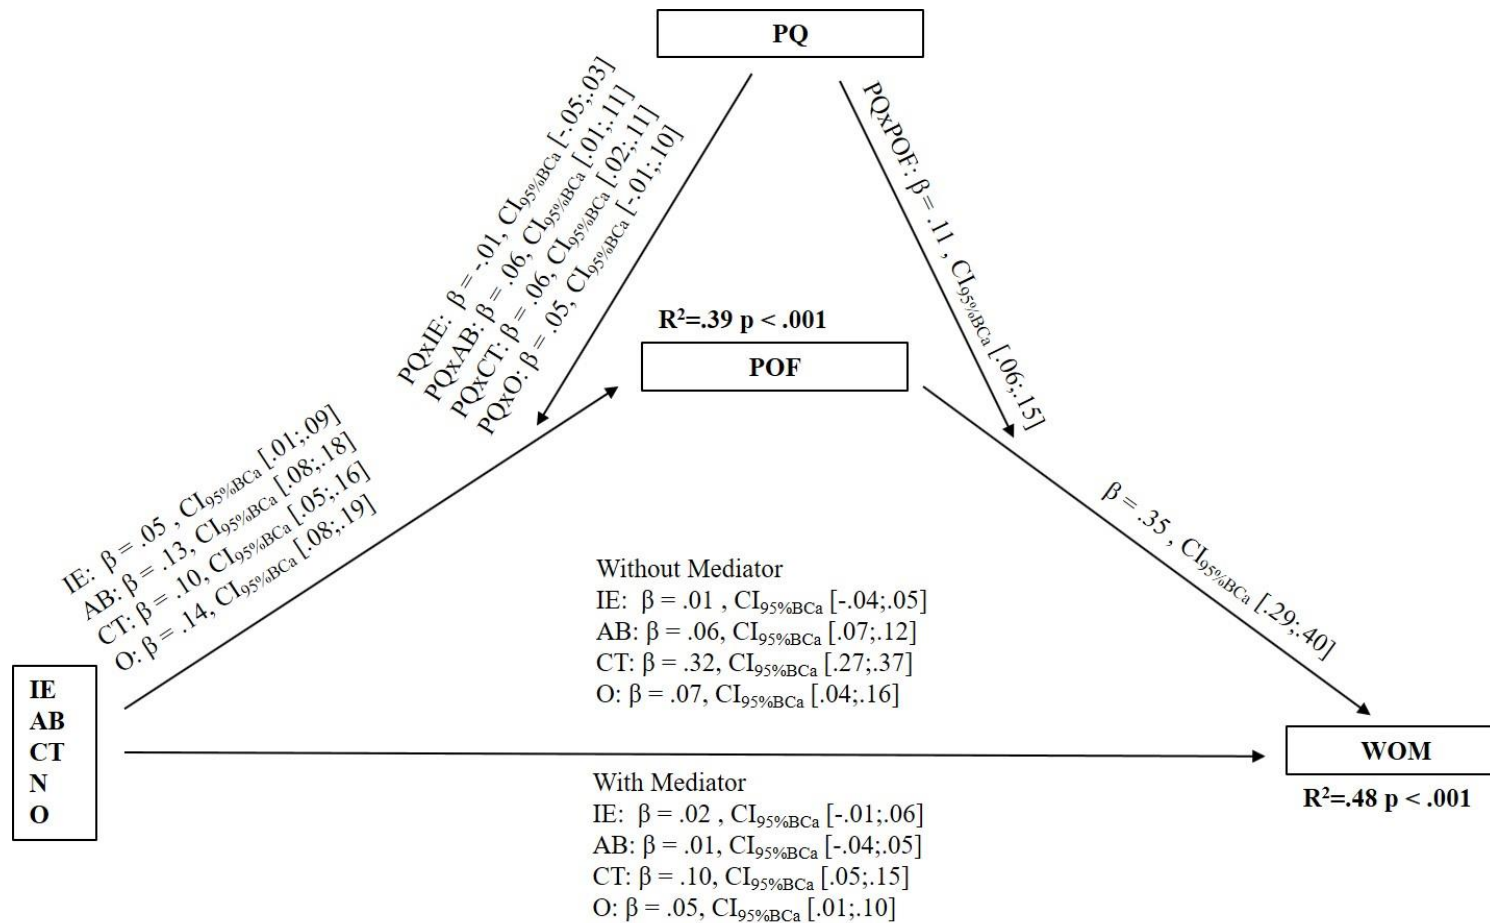 PQ
PQxIE: β = -.01, CI95%BCa [-.05;.03]
PQxAB: β = .06, CI95%BCa [.01;.11]
PQxCT: β = .06, CI95%BCa [.02;.11]
PQxO: β = .05, CI95%BCa [-.01;.10]
PQxPOF: β = .11 , CI95%BCa [.06;.15]
R²=.39 p < .001
POF
IE: β = .05 , CI95%BCa [.01;.09]
AB: β = .13, CI95%BCa [.08;.18]
CT: β = .10, CI95%BCa [.05;.16]
O: β = .14, CI95%BCa [.08;.19]
β = .35 , CI95%BCa [.29;.40]
Without Mediator
IE: β = .01 , CI95%BCa [-.04;.05]
AB: β = .06, CI95%BCa [.07;.12]
CT: β = .32, CI95%BCa [.27;.37]
O: β = .07, CI95%BCa [.04;.16]
IE
AB
CT
N
O
WOM
R²=.48 p < .001
With Mediator
IE: β = .02 , CI95%BCa [-.01;.06]
AB: β = .01, CI95%BCa [-.04;.05]
CT: β = .10, CI95%BCa [.05;.15]
O: β = .05, CI95%BCa [.01;.10]